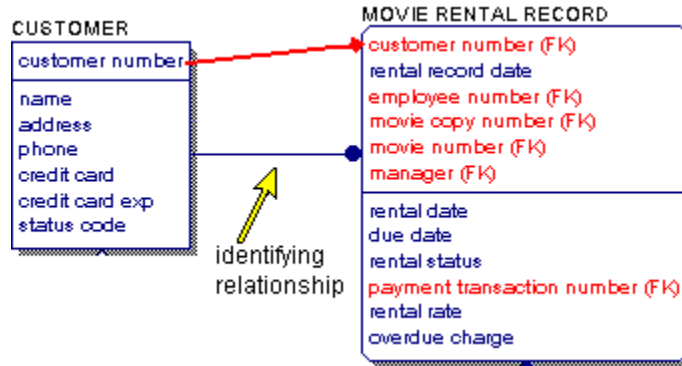 CUSTOMER
customer number
name
address
phone
credit card
credit card exp
status code
identifying
relationship
MOVIE RENTAL RECORD
customer number (FK)
rental record date
employee number (FK)
movie copy number (FK)
movie number (FK)
manager (FK)
rental date
due date
rental status
payment transaction number (FK)
rental rate
overdue charge